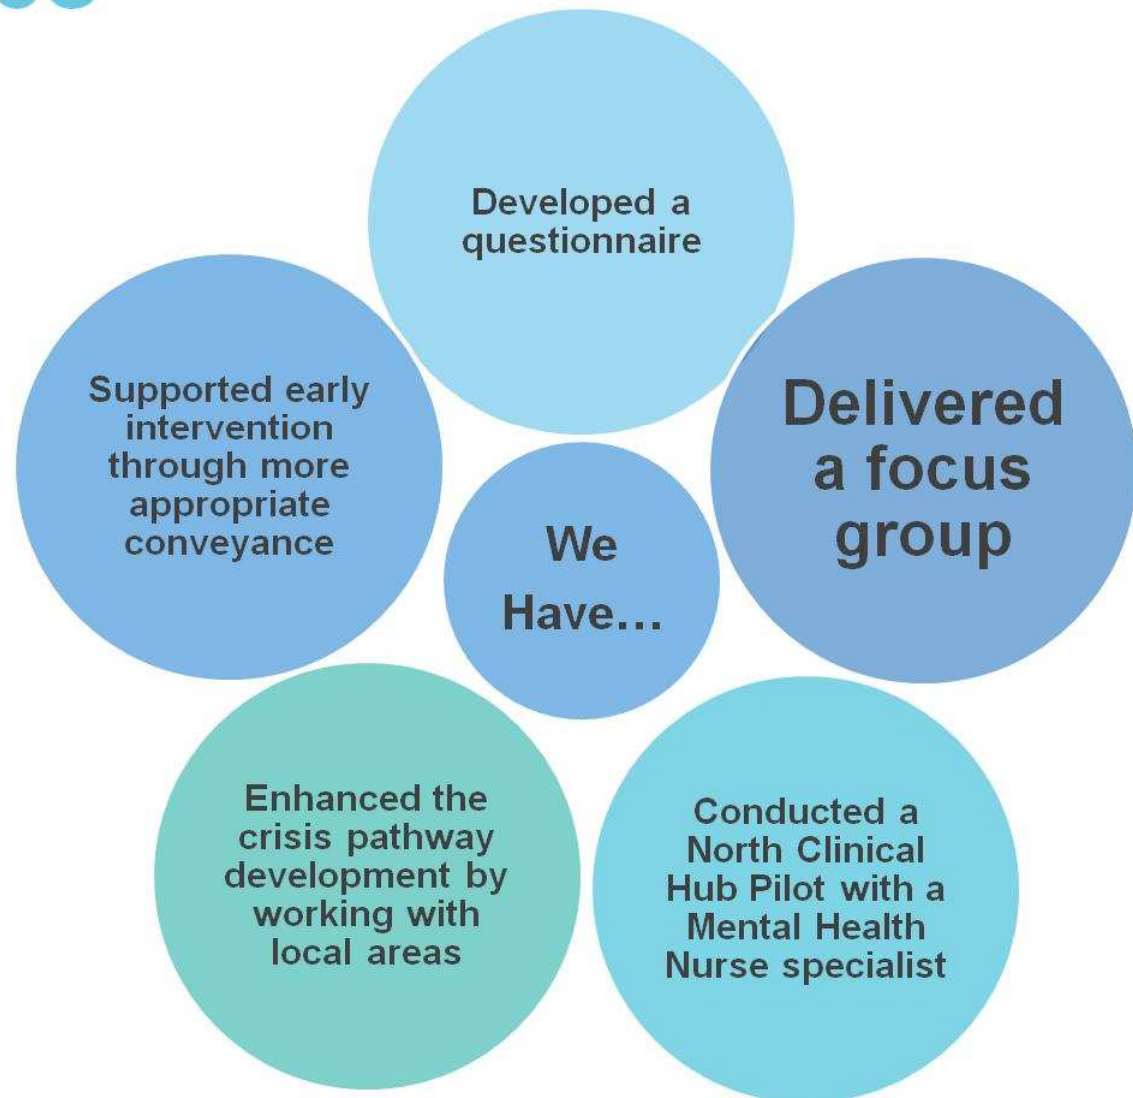 Developed a
questionnaire
Delivered
a focus
group
Conducted a
North Clinical
Hub Pilot with a
Mental Health
Nurse specialist
Enhanced the
crisis pathway
development by
working with
local areas
Supported early
intervention
through more
appropriate
conveyance
We
Have...